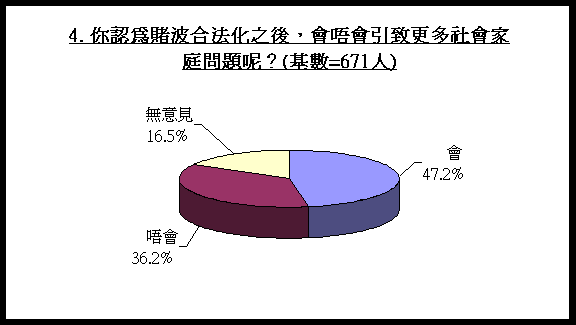 4. 你認為賭波合法化之後，會唔會引致更多社會家
庭問題呢？(基數=671人)
無意見
16.5%
會
47.2%
唔會
36.2%